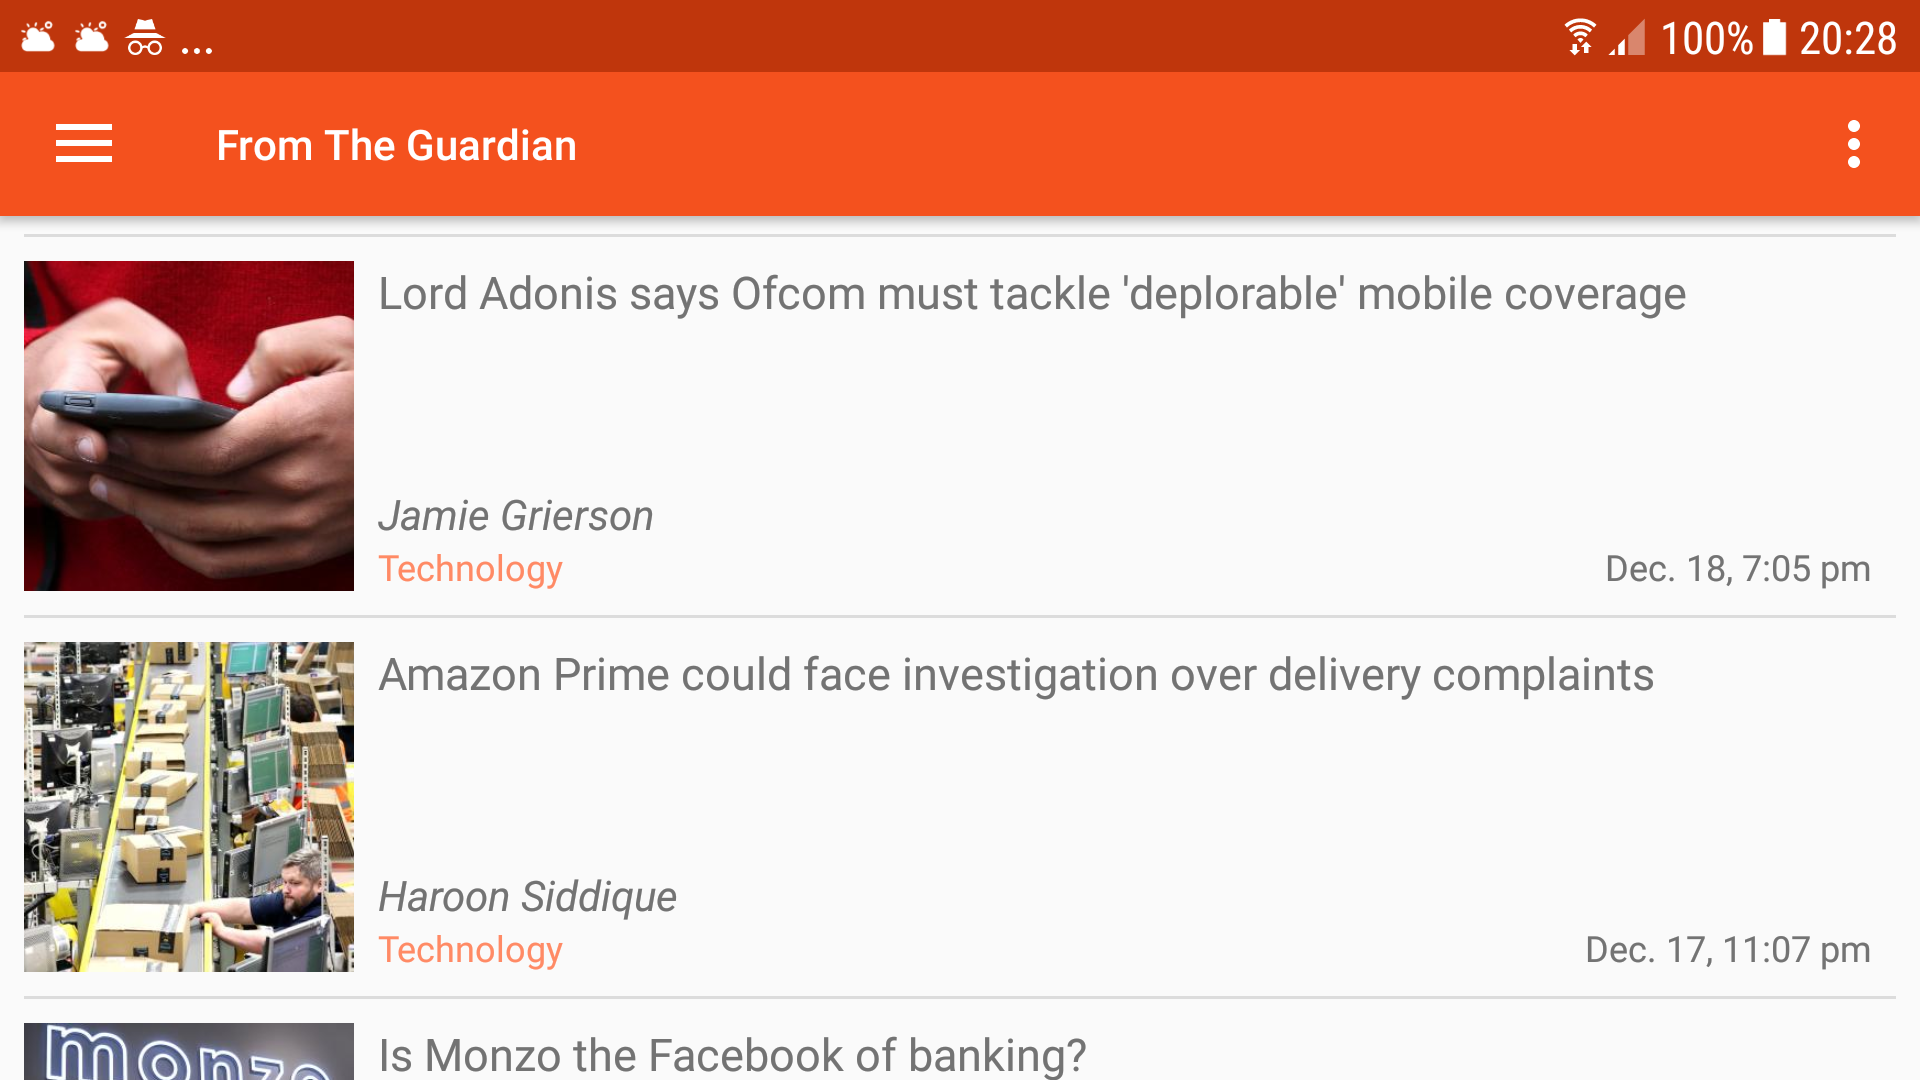 ... 100% 20:28
From The Guardian
Lord Adonis says Ofcom must tackle 'deplorable' mobile coverage
Jamie Grierson
Technology
Dec. 18, 7:05 pm
Amazon Prime could face investigation over delivery complaints
Haroon Siddique
Technology
Dec. 17, 11:07 pm
monzo
Is Monzo the Facebook of banking?